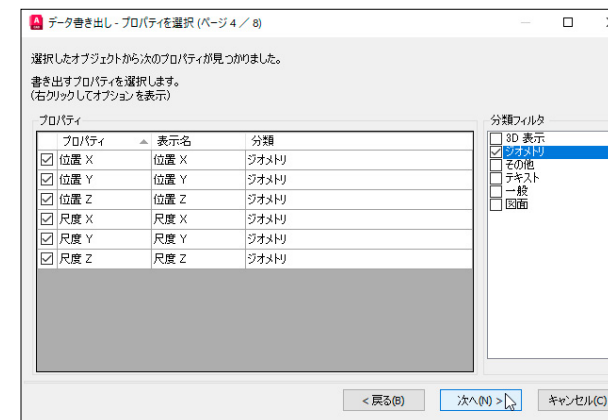 データ書き出し - プロパティを選択 (ページ 4 ／ 8)
選択したオブジェクトから次のプロパティが見つかりました。
書き出すプロパティを選択します。
(右クリックしてオプションを表示)
プロパティ
プロパティ 表示名 分類
位置 X 位置 X ジオメトリ
位置 Y 位置 Y ジオメトリ
位置 Z 位置 Z ジオメトリ
尺度 X 尺度 X ジオメトリ
尺度 Y 尺度 Y ジオメトリ
尺度 Z 尺度 Z ジオメトリ
分類フィルタ
3D 表示
ジオメトリ
その他
テキスト
一般
図面
< 戻る(B) 次へ(N) > キャンセル(C)